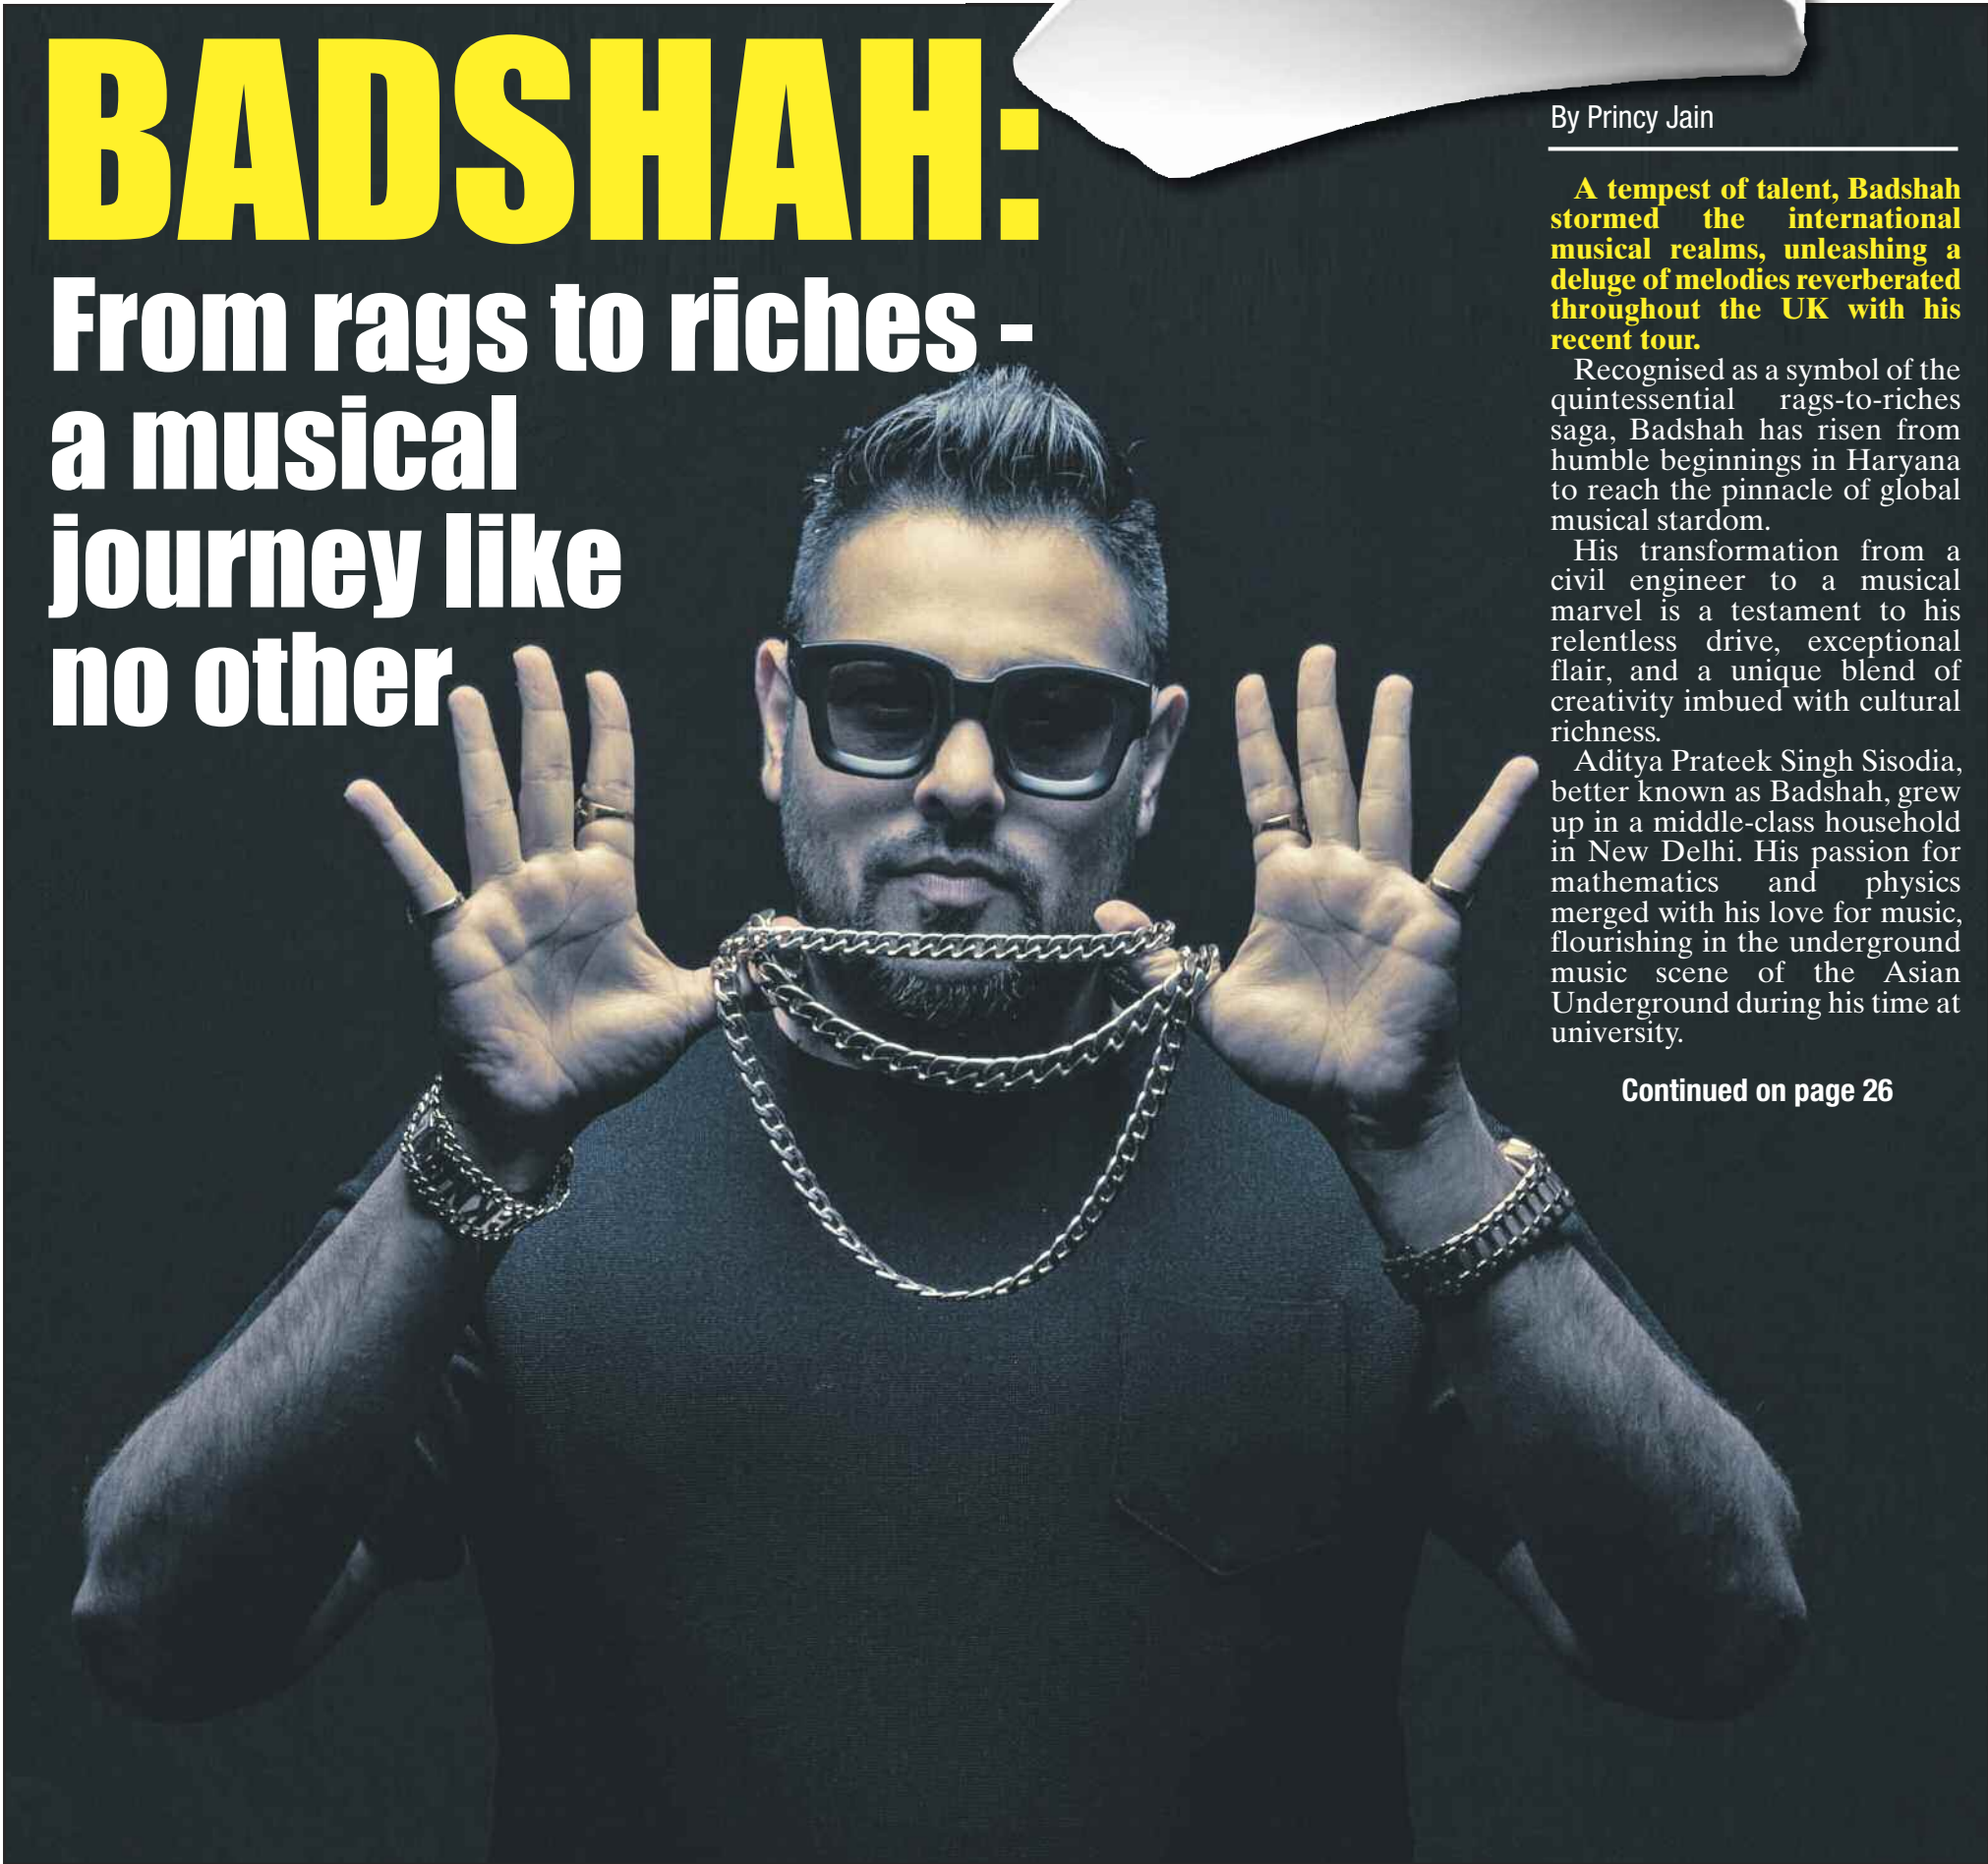 BADSHAH:
From rags to riches -
a musical
journey like
no other
By Princy Jain
A tempest of talent, Badshah
stormed the international
musical realms, unleashing a
deluge of melodies reverberated
throughout the UK with his
recent tour.
Recognised as a symbol of the
quintessential rags-to-riches
saga, Badshah has risen from
humble beginnings in Haryana
to reach the pinnacle of global
musical stardom.
His transformation from a
civil engineer to a musical
marvel is a testament to his
relentless drive, exceptional
flair, and a unique blend of
creativity imbued with cultural
richness.
Aditya Prateek Singh Sisodia,
better known as Badshah, grew
up in a middle-class household
in New Delhi. His passion for
mathematics and physics
merged with his love for music,
flourishing in the underground
music scene of the Asian
Underground during his time at
university.
Continued on page 26